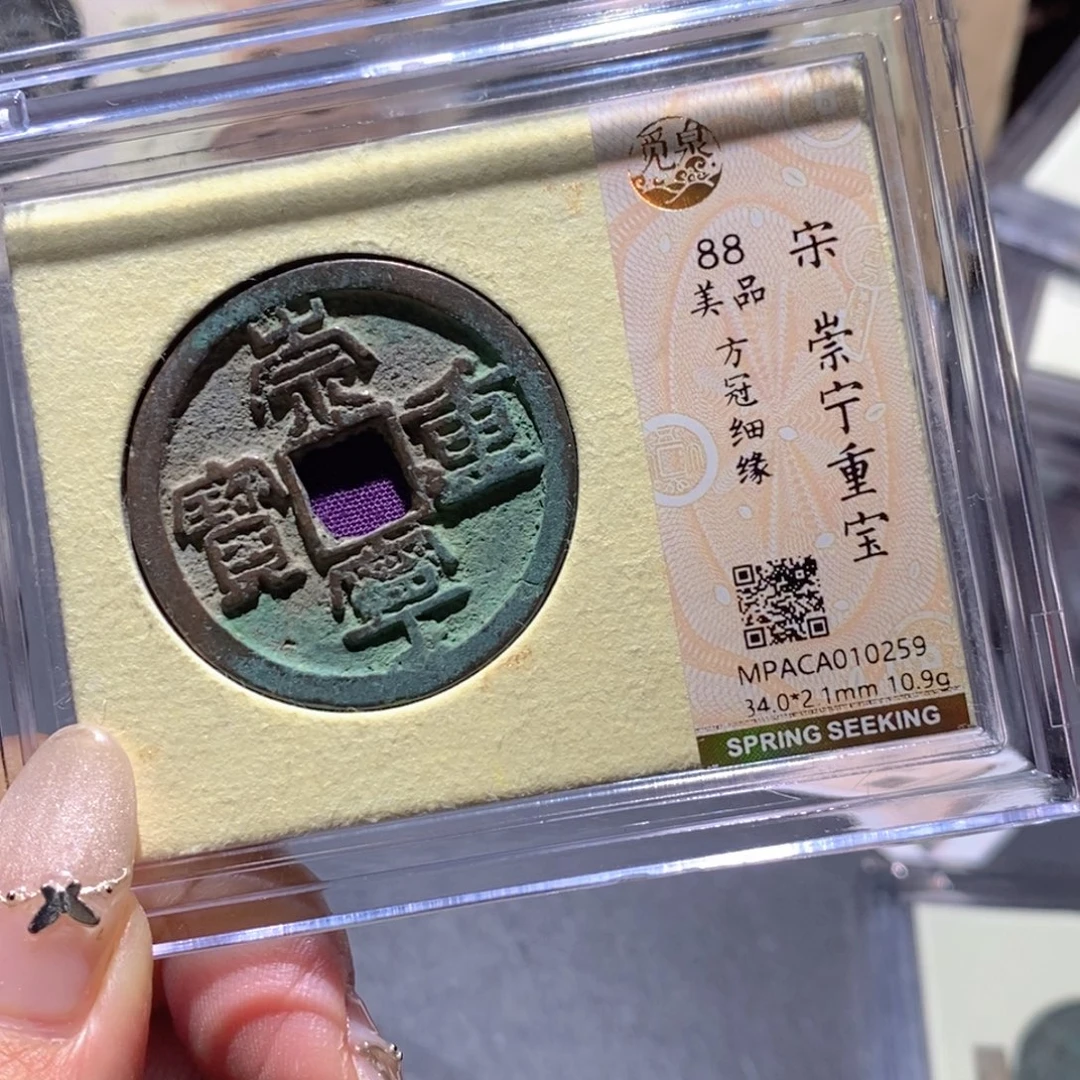 崇寧重寶
觅泉
宋 崇宁重宝
88
美品
方冠细缘
MPACA010259
34.0*2.1mm 10.9g
SPRING SEEKING